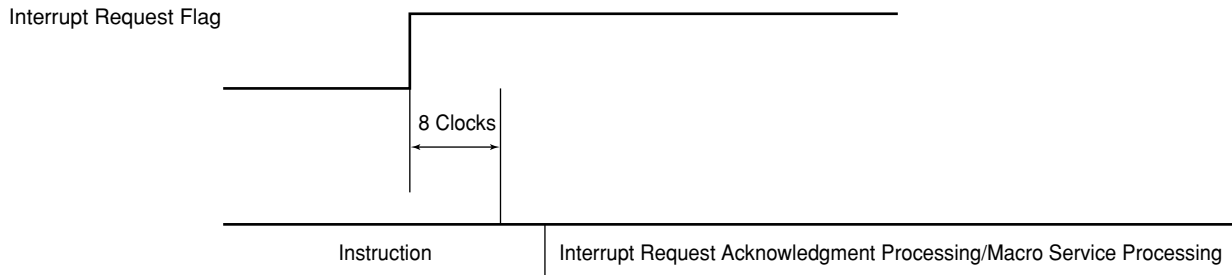 Interrupt Request Flag
8 Clocks
Instruction
Interrupt Request Acknowledgment Processing/Macro Service Processing